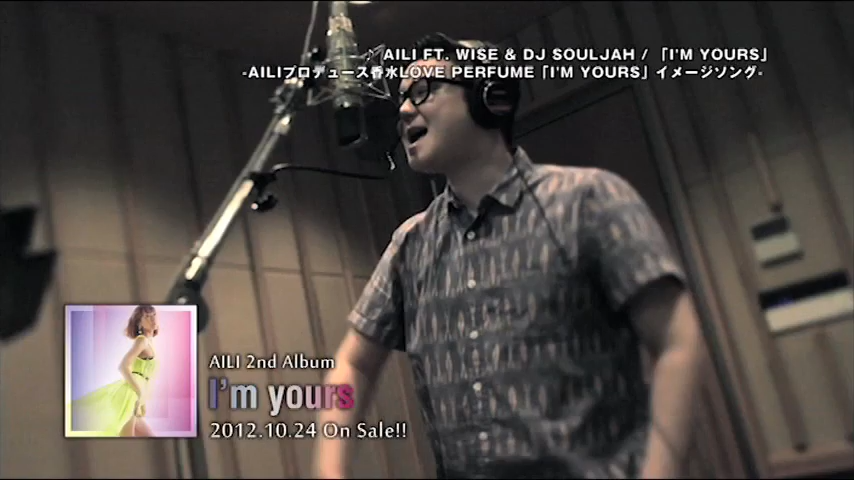 ♪ AILI FT. WISE & DJ SOULJAH / 「I'M YOURS」
-AILIプロデュース香水LOVE PERFUME「I'M YOURS」イメージソング-
AILI 2nd Album
I'm yours
2012.10.24 On Sale!!